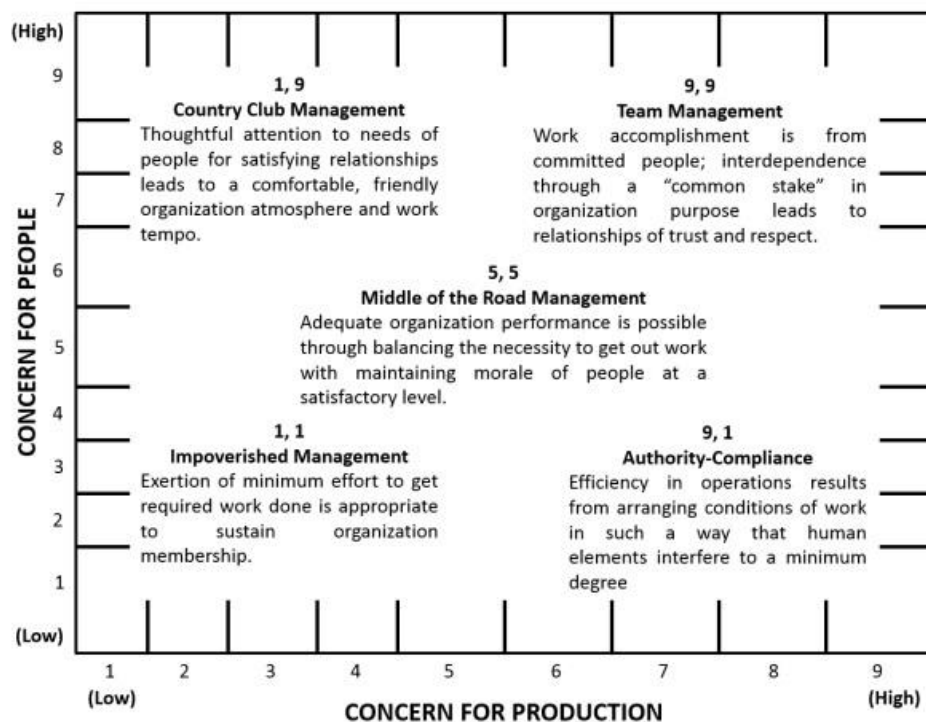 (High)
9
8
7
6
5
4
3
2
1
(Low)
CONCERN FOR PEOPLE
1, 9
Country Club Management
Thoughtful attention to needs of
people for satisfying relationships
leads to a comfortable, friendly
organization atmosphere and work
tempo.
9, 9
Team Management
Work accomplishment is from
committed people; interdependence
through a “common stake” in
organization purpose leads to
relationships of trust and respect.
5, 5
Middle of the Road Management
Adequate organization performance is possible
through balancing the necessity to get out work
with maintaining morale of people at a
satisfactory level.
1, 1
Impoverished Management
Exertion of minimum effort to get
required work done is appropriate
to sustain organization
membership.
9, 1
Authority-Compliance
Efficiency in operations results
from arranging conditions of work
in such a way that human
elements interfere to a minimum
degree
1 2 3 4 5 6 7 8 9
(Low) (High)
CONCERN FOR PRODUCTION